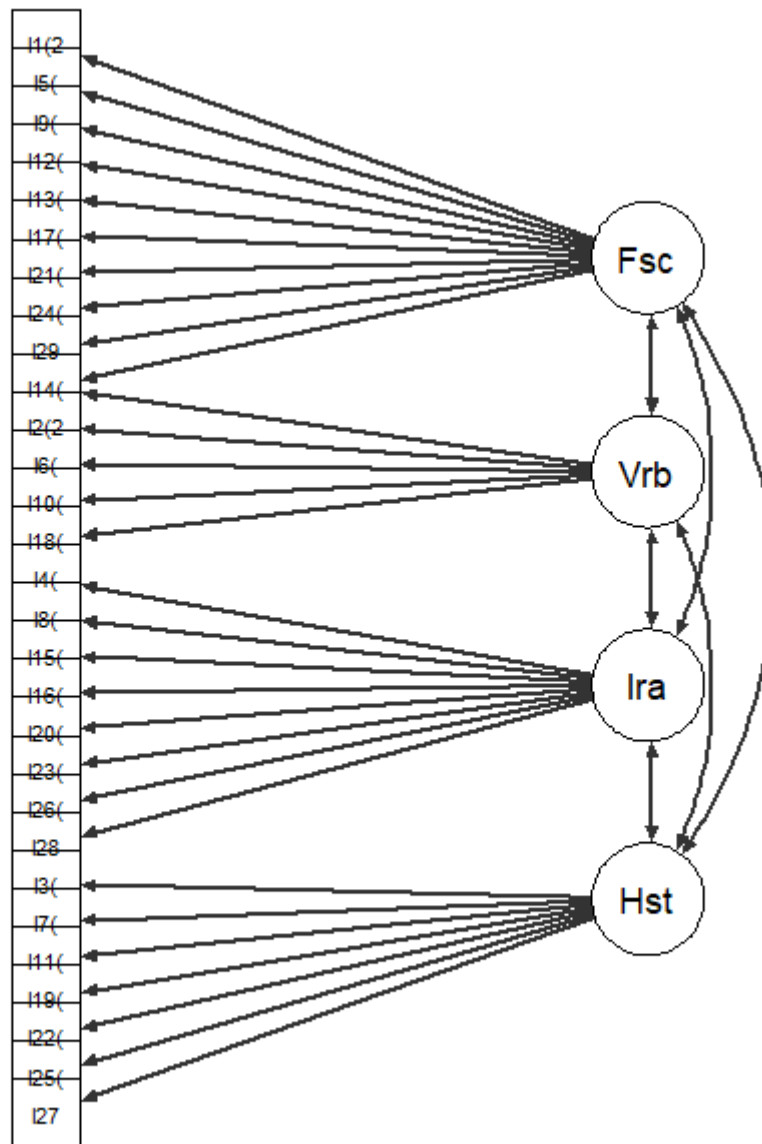 I1(2
I5(
I9(
I12(
I13(
I17(
I21(
I24(
I29
I14(
I2(2
I6(
I10(
I18(
I4(
I8(
I15(
I16(
I20(
I23(
I26(
I28
I3(
I7(
I11(
I19(
I22(
I25(
I27
Fsc
Vrb
Ira
Hst